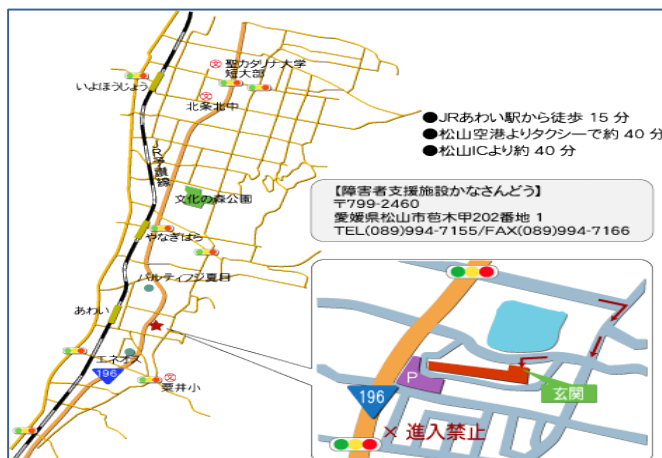 聖カタリナ大学
短大部
いよほうじょう
北条北中
JR予讃線
文化の森公園
やなぎはら
パルティフジ夏目
あわい
エネオス
196
粟井小
●JRあわい駅から徒歩 15 分
●松山空港よりタクシーで約 40 分
●松山ICより約 40 分
【障害者支援施設かなさんどう】
〒799-2460
愛媛県松山市苞木甲202番地 1
TEL(089)994-7155/FAX(089)994-7166
P
196
玄関
× 進入禁止
文
文
文